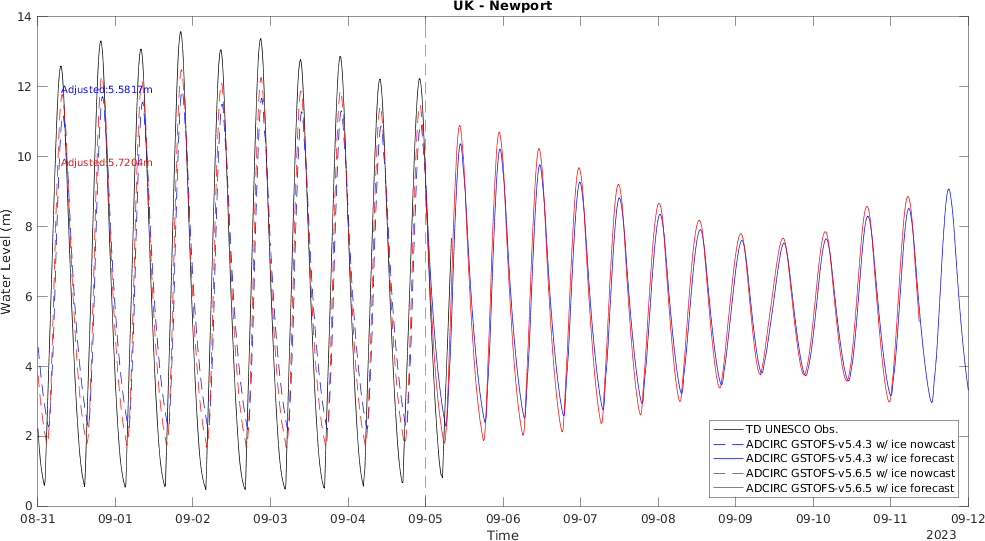 UK - Newport
14
12
10
8
6
4
2
0
Water Level (m)
Adjusted:5.5817m
Adjusted:5.7204m
TD UNESCO Obs.
ADCIRC GSTOFS-v5.4.3 w/ ice nowcast
ADCIRC GSTOFS-v5.4.3 w/ ice forecast
ADCIRC GSTOFS-v5.6.5 w/ ice nowcast
ADCIRC GSTOFS-v5.6.5 w/ ice forecast
08-31 09-01 09-02 09-03 09-04 09-05 09-06 09-07 09-08 09-09 09-10 09-11 09-12
Time
2023